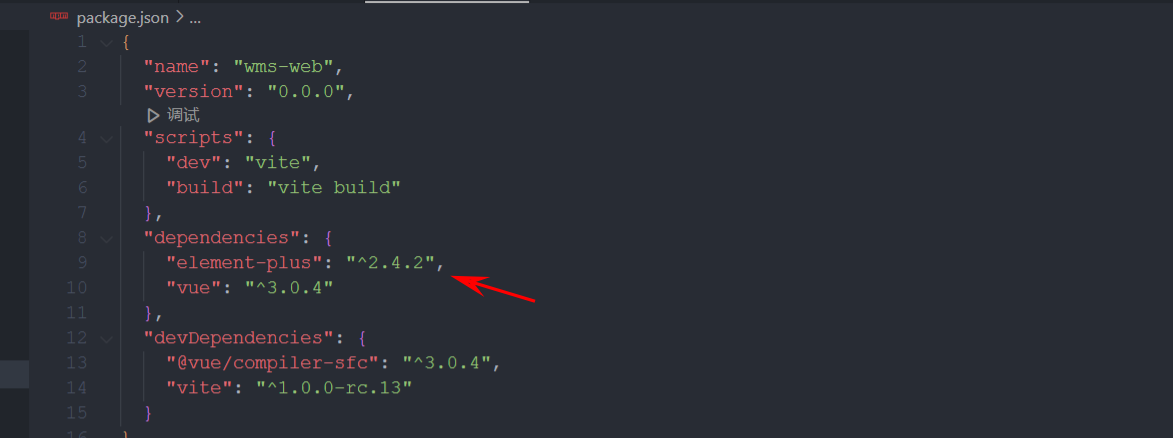 package.json > ...
1 {
2 "name": "wms-web",
3 "version": "0.0.0",
调试
4 "scripts": {
5 "dev": "vite",
6 "build": "vite build"
7 },
8 "dependencies": {
9 "element-plus": "^2.4.2",
10 "vue": "^3.0.4"
11 },
12 "devDependencies": {
13 "@vue/compiler-sfc": "^3.0.4",
14 "vite": "^1.0.0-rc.13"
15 }
16 }